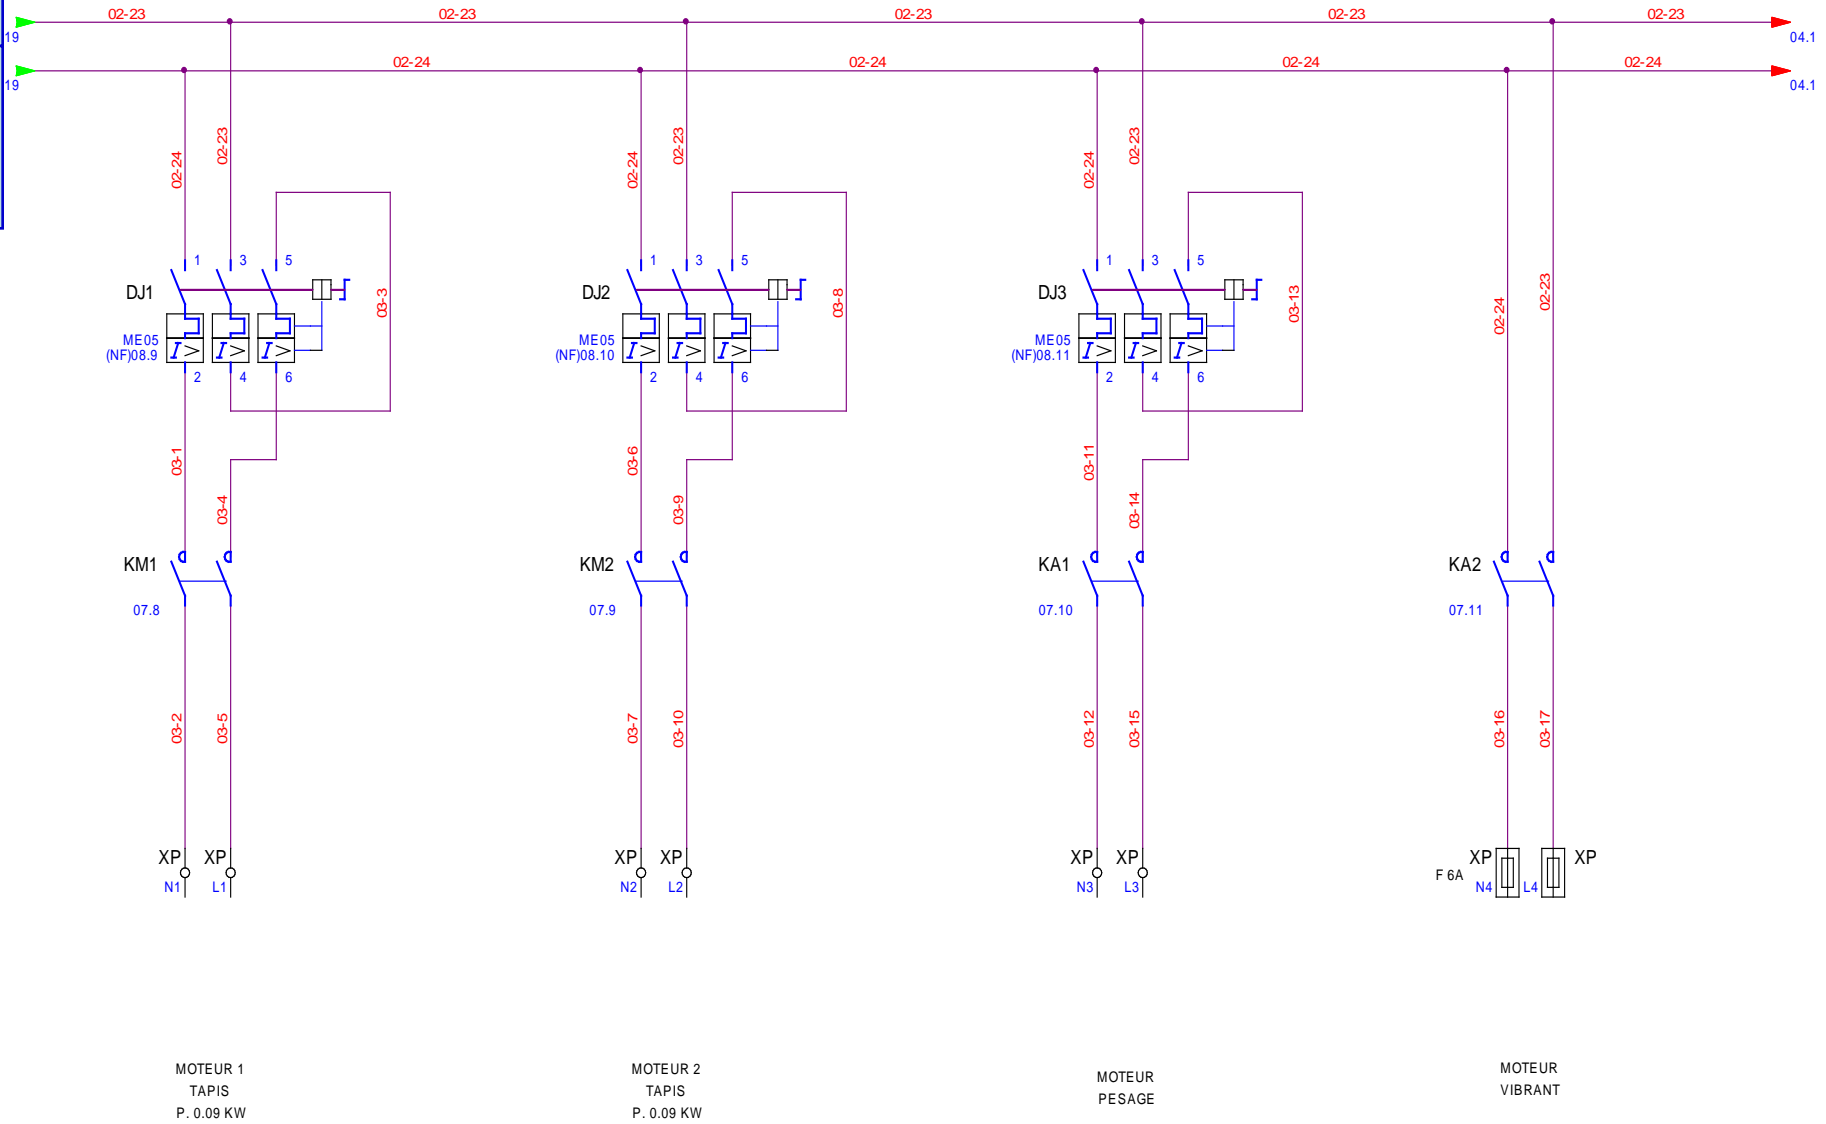 02-23 02-23 02-23 02-23 02-23
19 04.1
02-24 02-24 02-24 02-24
19 04.1
02-24 02-23 02-24 02-23 02-24 02-23
1 3 5 1 3 5 1 3 5
DJ1 03-3 DJ2 03-8 DJ3 03-13 02-24 02-23
ME05 ME05 ME05
(NF)08.9 (NF)08.10 (NF)08.11
I > I > I > I > I > I > I > I > I >
2 4 6 2 4 6 2 4 6
03-1 03-4 03-6 03-9 03-11 03-14
KM1 KM2 KA1 KA2
07.8 07.9 07.10 07.11
03-2 03-5 03-7 03-10 03-12 03-15 03-16 03-17
XP XP XP XP XP XP XP XP
F 6A
N1 L1 N2 L2 N3 L3 N4 L4
MOTEUR 1
TAPIS
P. 0.09 KW
MOTEUR 2
TAPIS
P. 0.09 KW
MOTEUR
PESAGE
MOTEUR
VIBRANT